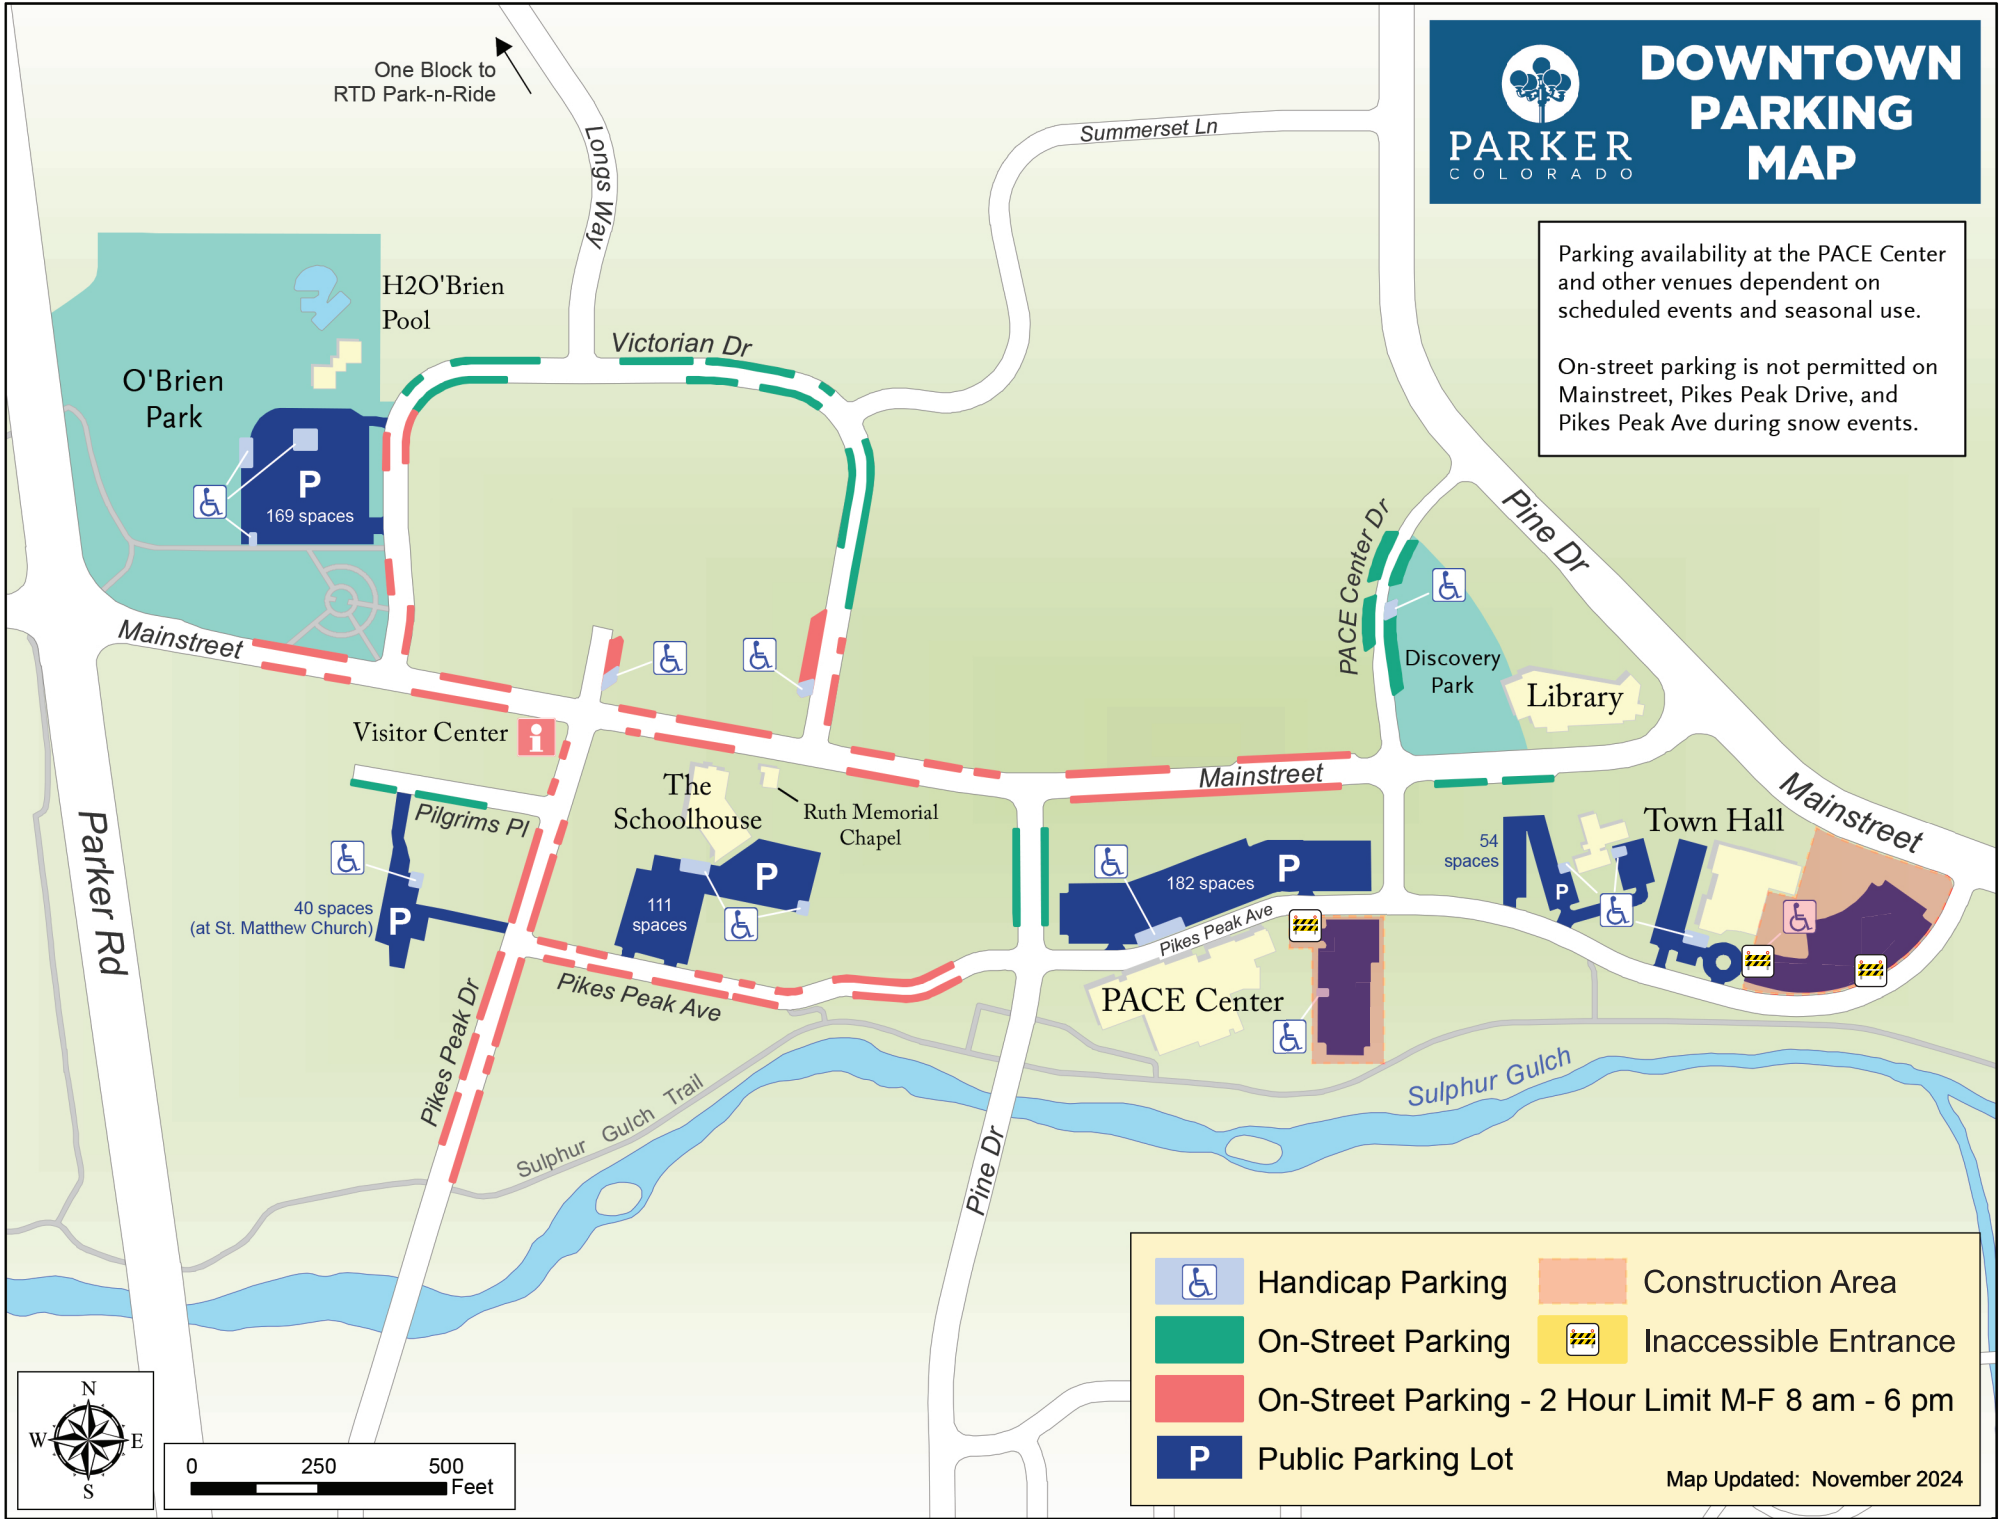 One Block to
RTD Park-n-Ride
Longs Way
Summerset Ln
PARKER
COLORADO
DOWNTOWN
PARKING
MAP
Parking availability at the PACE Center
and other venues dependent on
scheduled events and seasonal use.
On-street parking is not permitted on
Mainstreet, Pikes Peak Drive, and
Pikes Peak Ave during snow events.
H2O'Brien
Pool
Victorian Dr
O'Brien
Park
P
169 spaces
PACE Center Dr
Pine Dr
Mainstreet
Discovery
Park
Library
Visitor Center
i
The
Schoolhouse
Ruth Memorial
Chapel
Mainstreet
Mainstreet
Pilgrims Pl
Parker Rd
Town Hall
54
spaces
P
P
182 spaces
P
111
spaces
40 spaces
(at St. Matthew Church)
P
Pikes Peak Ave
Pikes Peak Ave
PACE Center
Pikes Peak Dr
Sulphur Gulch Trail
Sulphur Gulch
Pine Dr
Handicap Parking
Construction Area
On-Street Parking
Inaccessible Entrance
On-Street Parking - 2 Hour Limit M-F 8 am - 6 pm
P
Public Parking Lot
Map Updated: November 2024
N
W
E
S
0
250
500
Feet